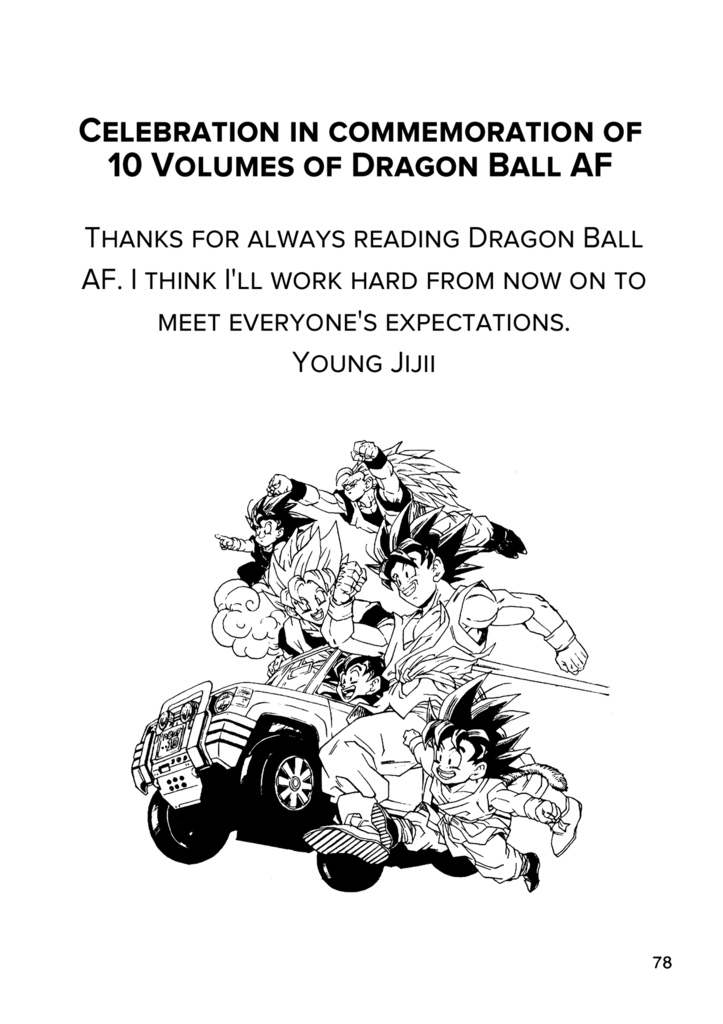 CELEBRATION IN COMMEMORATION OF
10 VOLUMES OF DRAGON BALL AF
THANKS FOR ALWAYS READING DRAGON BALL
AF. I THINK I'LL WORK HARD FROM NOW ON TO
MEET EVERYONE'S EXPECTATIONS.
YOUNG JIJII
78